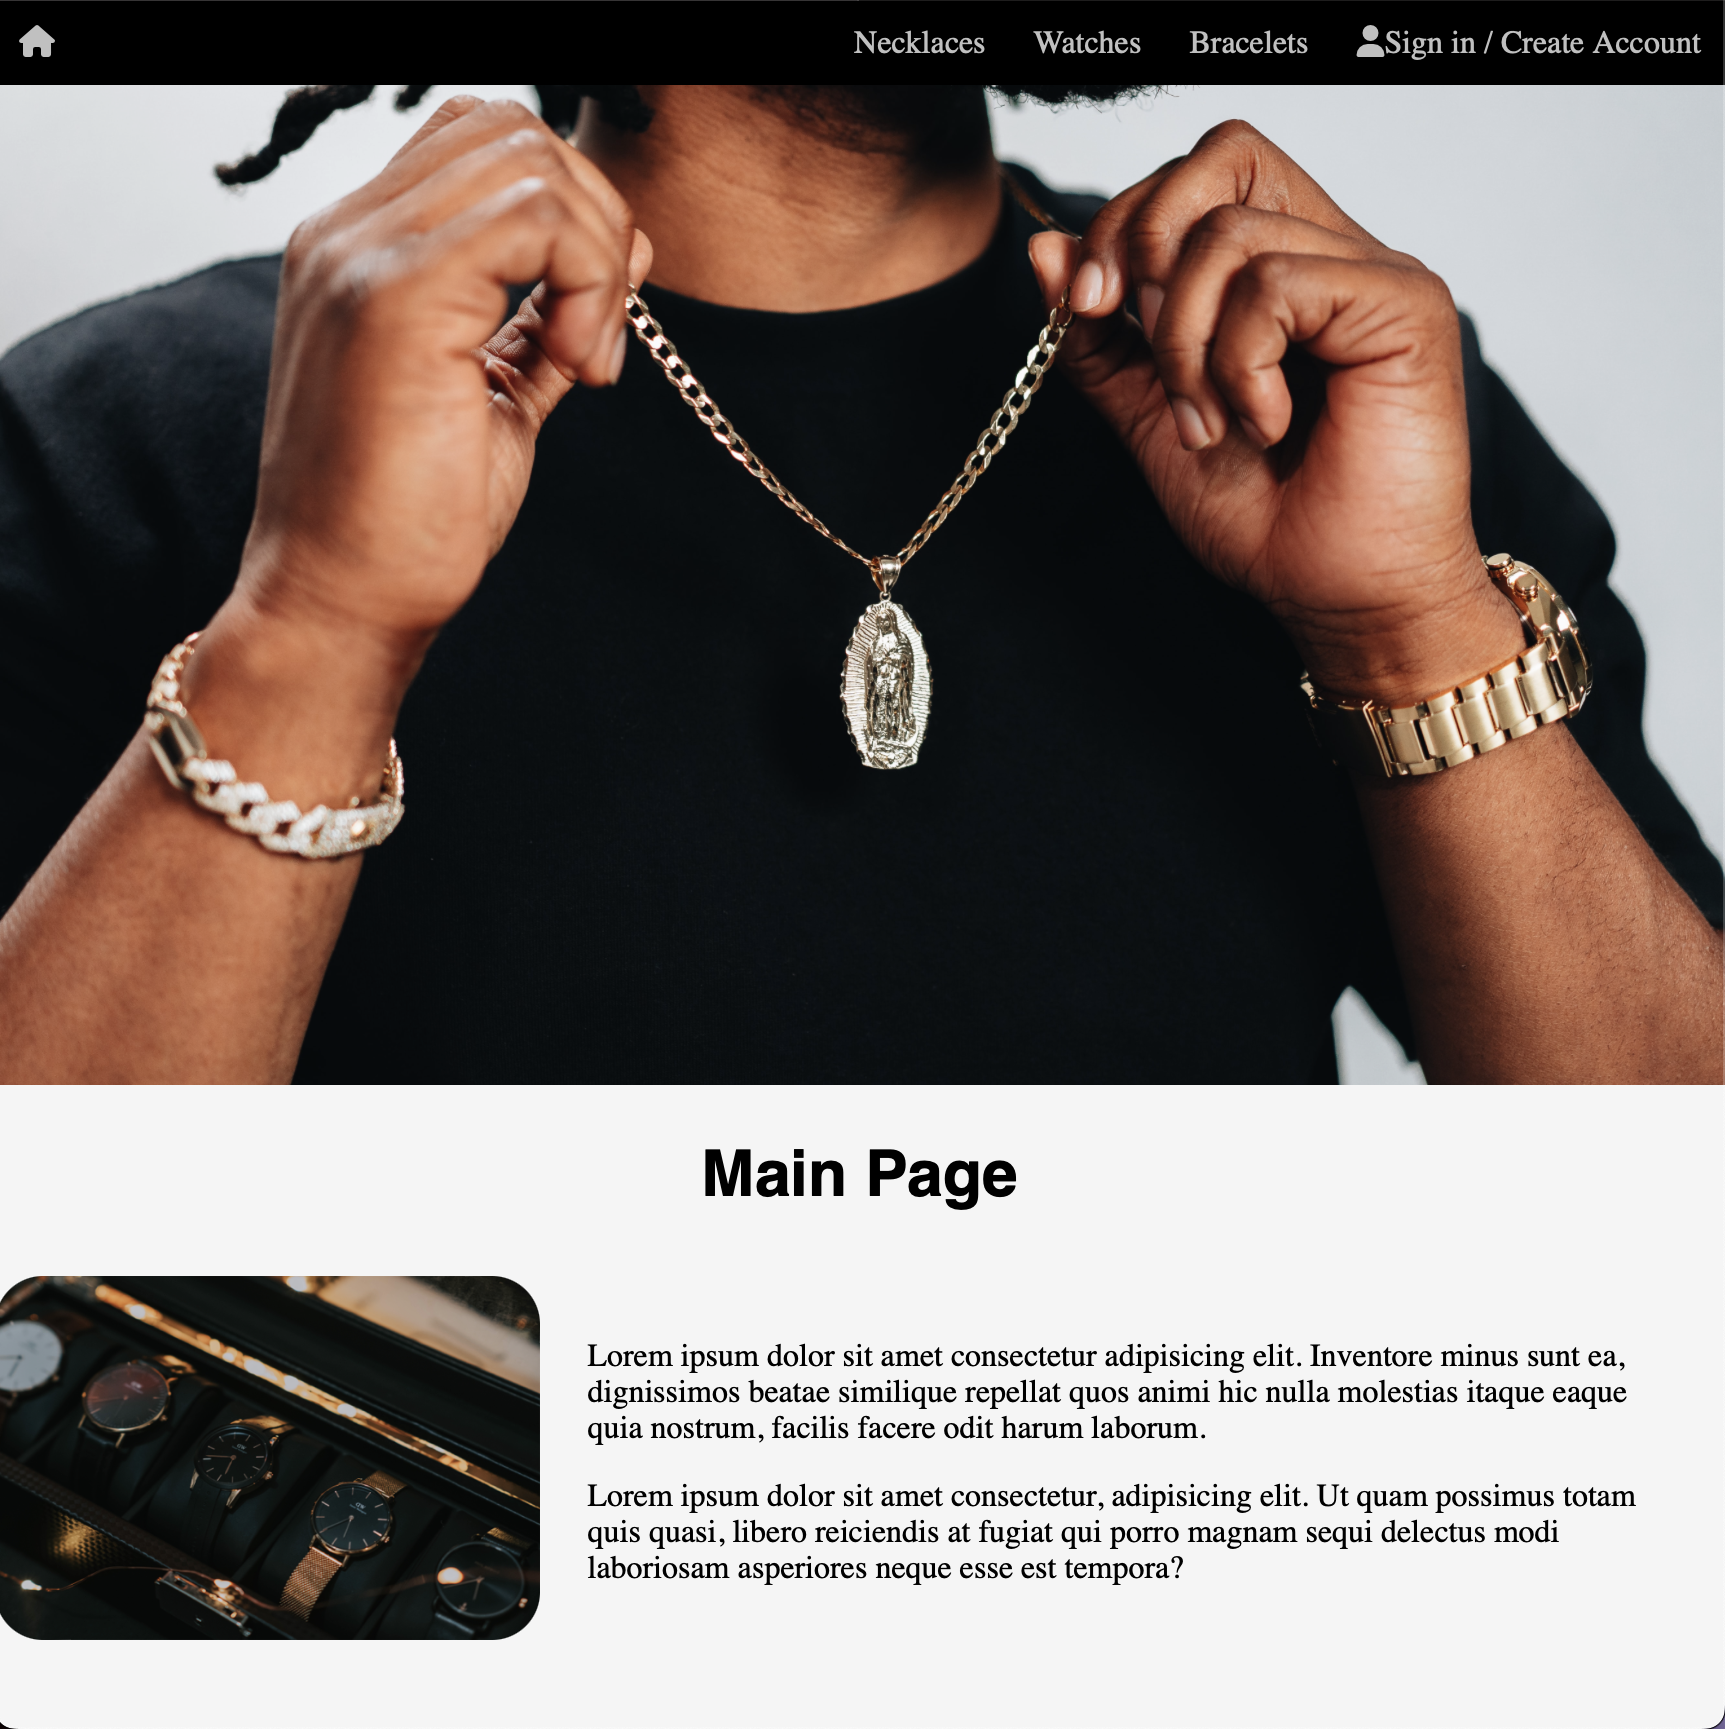 Necklaces Watches Bracelets Sign in / Create Account
Main Page
Lorem ipsum dolor sit amet consectetur adipisicing elit. Inventore minus sunt ea,
dignissimos beatae similique repellat quos animi hic nulla molestias itaque eaque
quia nostrum, facilis facere odit harum laborum.
Lorem ipsum dolor sit amet consectetur, adipisicing elit. Ut quam possimus totam
quis quasi, libero reiciendis at fugiat qui porro magnam sequi delectus modi
laboriosam asperiores neque esse est tempora?